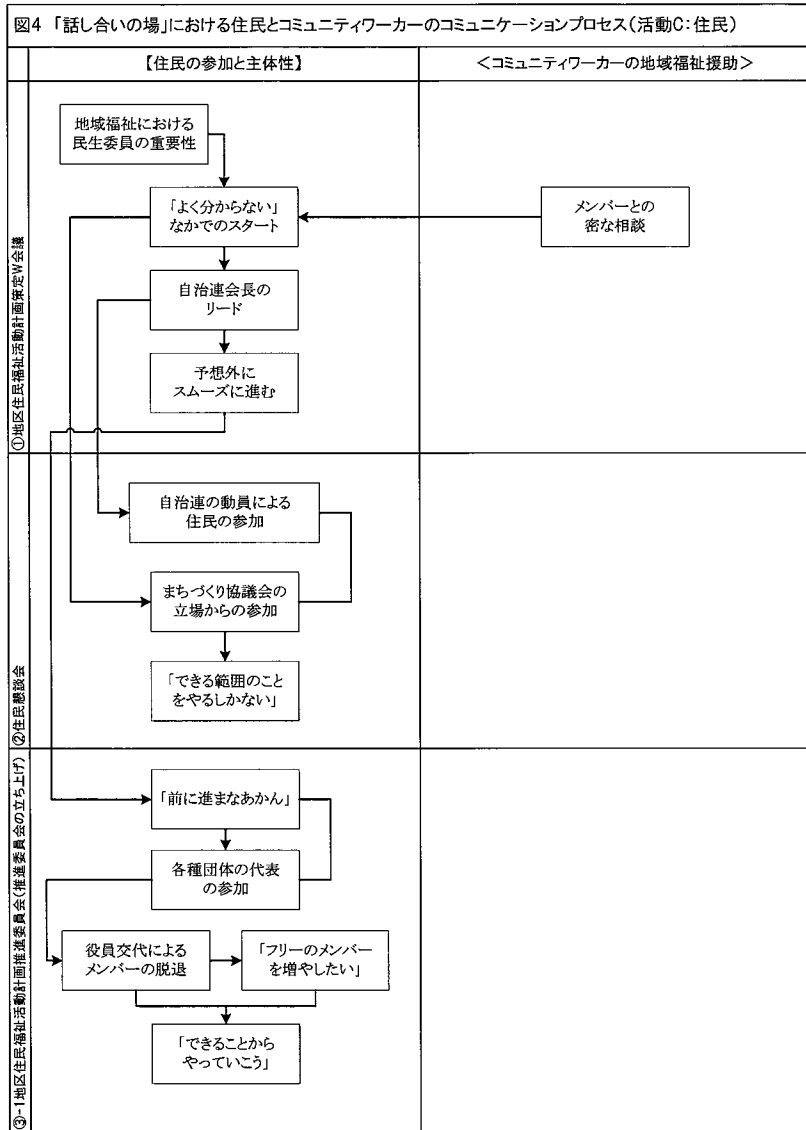 図4 「話し合いの場」における住民とコミュニティワーカーのコミュニケーションプロセス(活動C:住民)
【住民の参加と主体性】
＜コミュニティワーカーの地域福祉援助＞
①地区住民福祉活動計画策定W会議
地域福祉における
民生委員の重要性
「よく分からない」
なかでのスタート
メンバーとの
密な相談
自治連会長の
リード
予想外に
スムーズに進む
②住民懇談会
自治連の動員による
住民の参加
まちづくり協議会の
立場からの参加
「できる範囲のこと
をやるしかない」
③-1地区住民福祉活動計画推進委員会(推進委員会の立ち上げ)
「前に進まなあかん」
各種団体の代表
の参加
役員交代による
メンバーの脱退
「フリーのメンバー
を増やしたい」
「できることから
やっていこう」